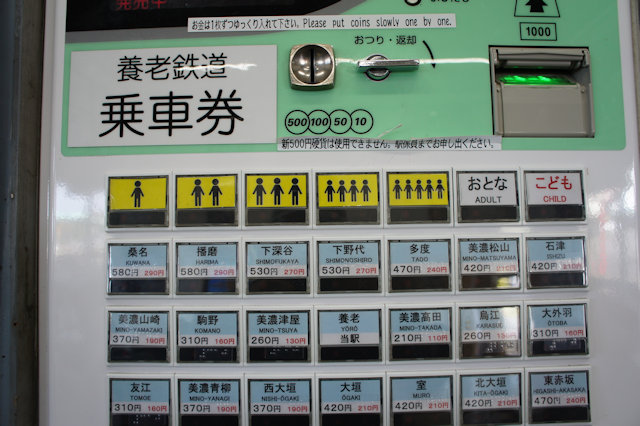 発売中
お金は1枚ずつゆっくり入れて下さい。Please put coins slowly one by one.
1000
おつり・返却
養老鉄道
乗車券
500 100 50 10
新500円硬貨は使用できません。駅係員までお申し出ください。
おとな
ADULT
こども
CHILD
桑名
KUWANA
580円 290円
播磨
HARIMA
580円 290円
下深谷
SHIMOFUKAYA
530円 270円
下野代
SHIMONOSHIRO
530円 270円
多度
TADO
470円 240円
美濃松山
MINO-MATSUYAMA
420円 210円
石津
ISHIZU
420円 210円
美濃山崎
MINO-YAMAZAKI
370円 190円
駒野
KOMANO
310円 160円
美濃津屋
MINO-TSUYA
260円 130円
養老
YŌRŌ
当駅
美濃高田
MINO-TAKADA
210円 110円
烏江
KARASUE
260円 130円
大外羽
ŌTOBA
310円 160円
友江
TOMOE
310円 160円
美濃青柳
MINO-YANAGI
370円 190円
西大垣
NISHI-ŌGAKI
370円 190円
大垣
ŌGAKI
420円 210円
室
MURO
420円 210円
北大垣
KITA-ŌGAKI
420円 210円
東赤坂
HIGASHI-AKASAKA
470円 240円